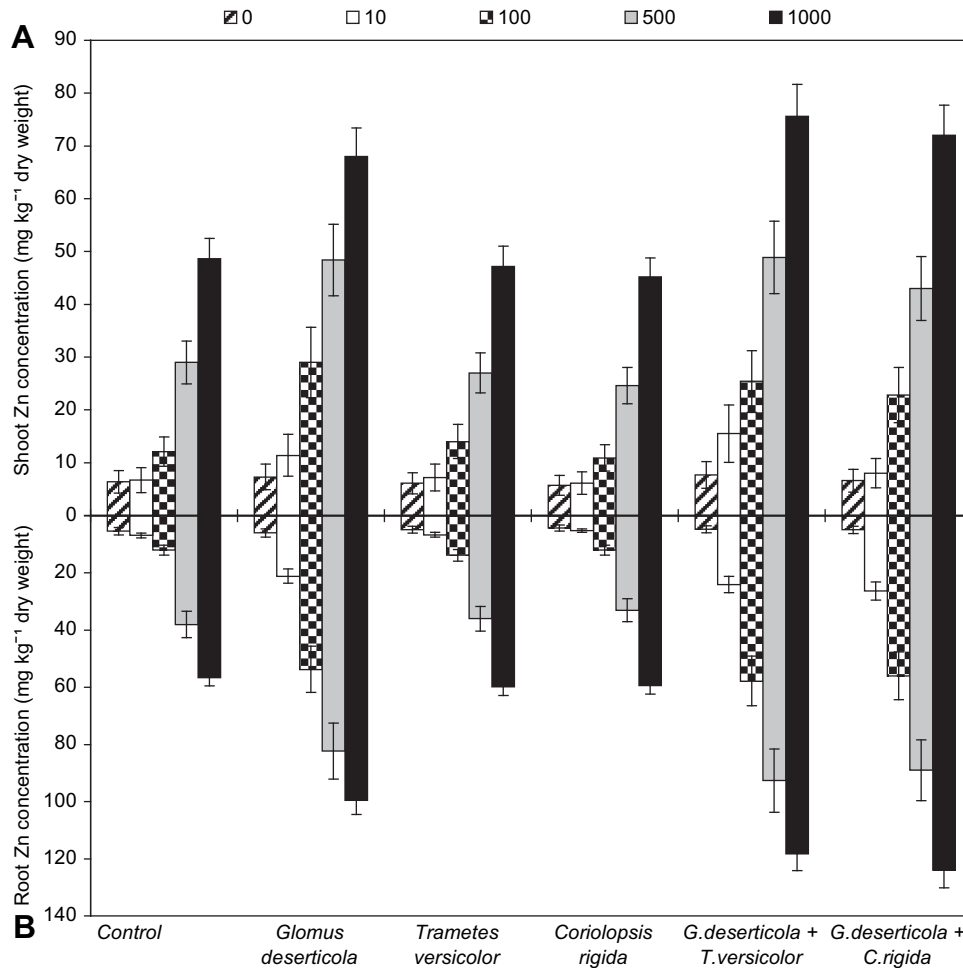 0 10 100 500 1000
A
90
80
70
60
50
40
30
20
10
0
20
40
60
80
100
120
140
Shoot Zn concentration (mg kg⁻¹ dry weight)
Root Zn concentration (mg kg⁻¹ dry weight)
B
Control Glomus Trametes Coriolopsis G.deserticola + G.deserticola +
deserticola versicolor rigida T.versicolor C.rigida